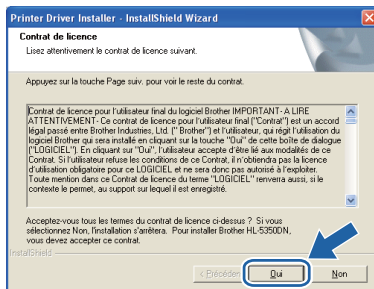 Printer Driver Installer - InstallShield Wizard
Contrat de licence
Lisez attentivement le contrat de licence suivant.
Appuyez sur la touche Page suiv. pour voir le reste du contrat.
Contrat de licence pour l'utilisateur final du logiciel Brother IMPORTANT- A LIRE
ATTENTIVEMENT- Ce contrat de licence pour l'utilisateur final ("Contrat") est un accord
légal passé entre Brother Industries, Ltd. (" Brother") et l'utilisateur, qui régit l'utilisation du
logiciel Brother qui sera installé en cliquant sur la touche "Oui" de cette boîte de dialogue
("LOGICIEL"). En cliquant sur "Oui", l'utilisateur accepte d'être lié aux modalités de ce
Contrat. Si l'utilisateur refuse les conditions de ce Contrat, il n'obtiendra pas la licence
d'utilisation obligatoire pour ce LOGICIEL et ne sera donc pas autorisé à l'exploiter.
Toute mention dans ce Contrat de licence du terme "LOGICIEL" renverra aussi, si le
contexte le permet, au support sur lequel il est enregistré.
Acceptez-vous tous les termes du contrat de licence ci-dessus ? Si vous
sélectionnez Non, l'installation s'arrêtera. Pour installer Brother HL-5350DN,
vous devez accepter ce contrat.
InstallShield
< Précédent
Oui
Non